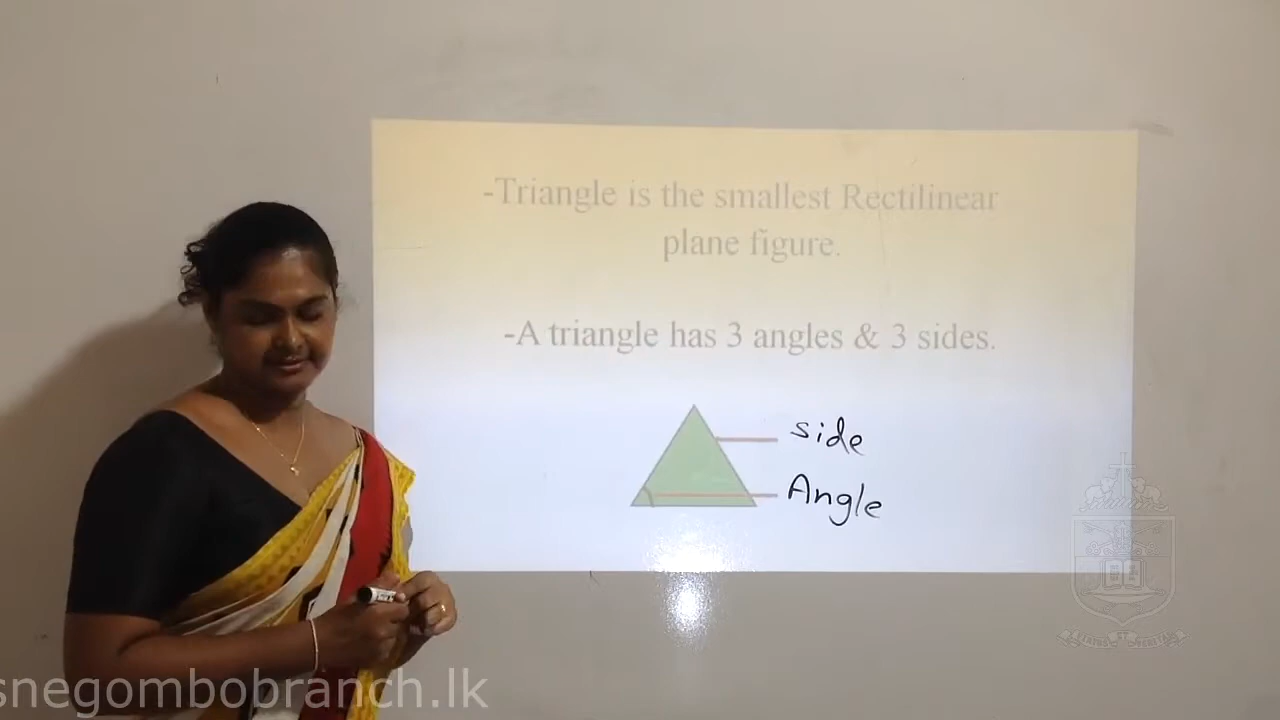 -Triangle is the smallest Rectilinear
plane figure.
-A triangle has 3 angles & 3 sides.
side
Angle
snegombobranch.lk